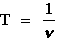 T = 1/ν